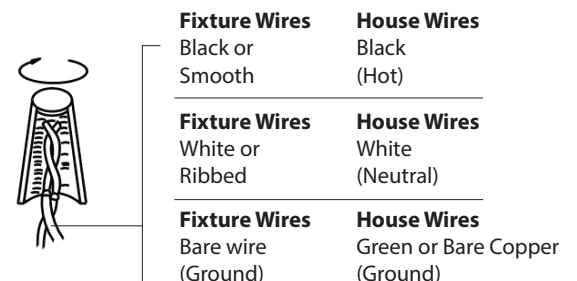 Fixture Wires House Wires
Black or Black
Smooth (Hot)
Fixture Wires House Wires
White or White
Ribbed (Neutral)
Fixture Wires House Wires
Bare wire Green or Bare Copper
(Ground) (Ground)